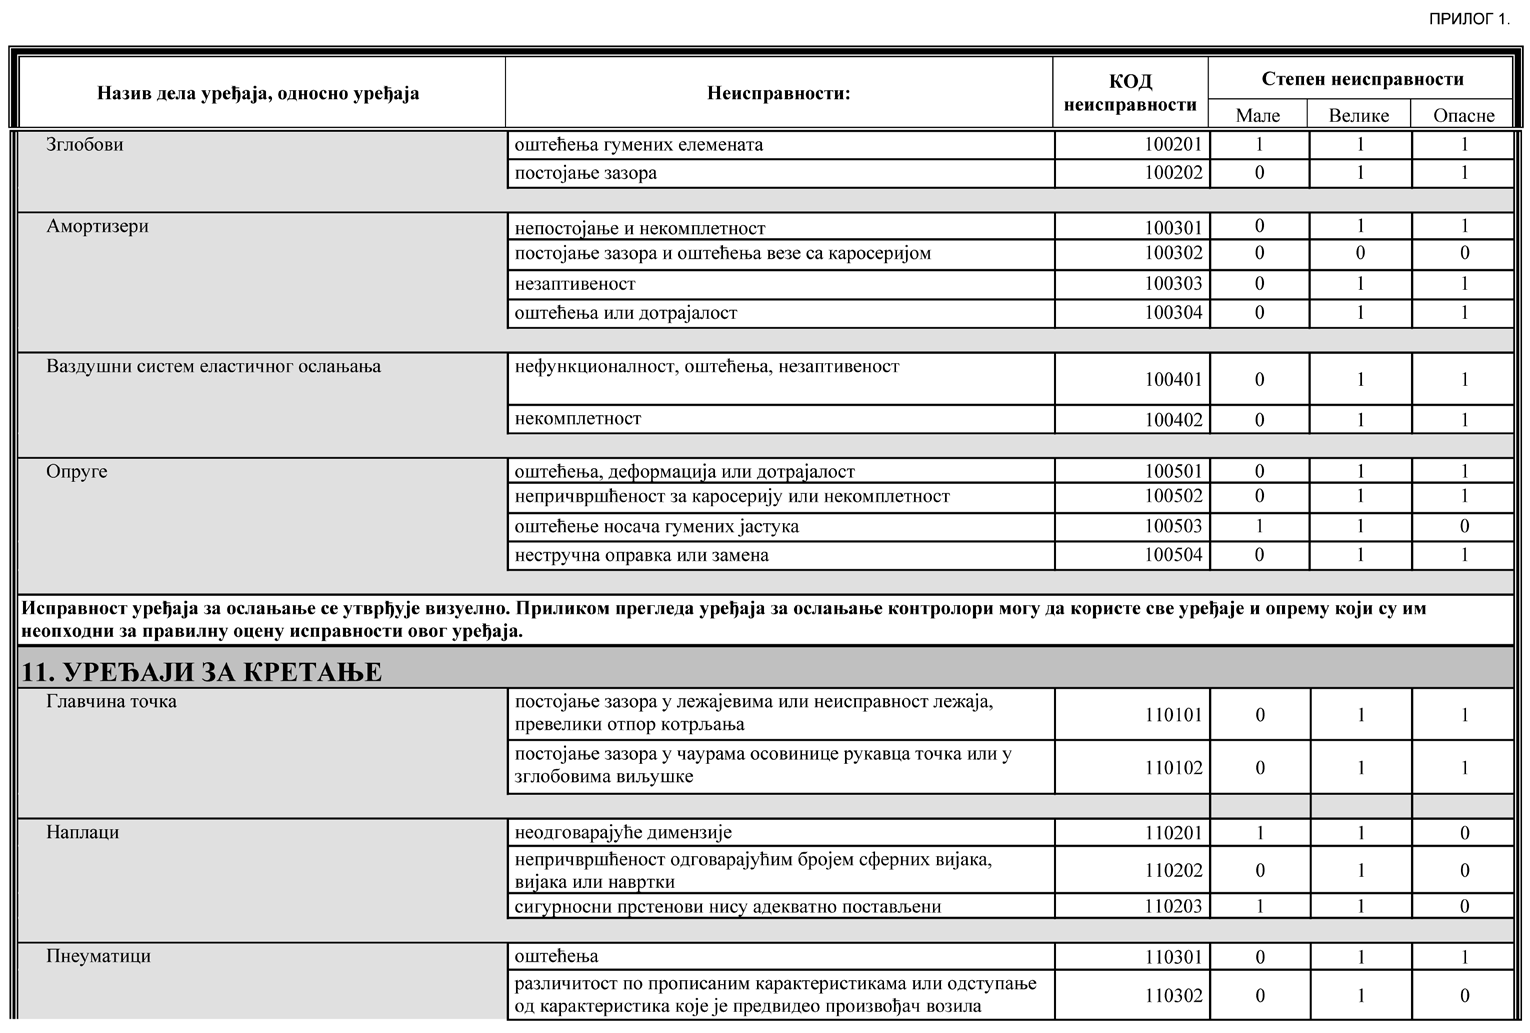 ПРИЛОГ 1.
Назив дела уређаја, односно уређаја Неисправности: КОД неисправности Степен неисправности
Мале Велике Опасне
Зглобови оштећења гумених елемената 100201 1 1 1
постојање зазора 100202 0 1 1
Амортизери непостојање и некомплетност 100301 0 1 1
постојање зазора и оштећења везе са каросеријом 100302 0 0 0
незаптивеност 100303 0 1 1
оштећења или дотрајалост 100304 0 1 1
Ваздушни систем еластичног ослањања нефункционалност, оштећења, незаптивеност 100401 0 1 1
некомплетност 100402 0 1 1
Опруге оштећења, деформација или дотрајалост 100501 0 1 1
непричвршћеност за каросерију или некомплетност 100502 0 1 1
оштећење носача гумених јастука 100503 1 1 0
нестручна оправка или замена 100504 0 1 1
Исправност уређаја за ослањање се утврђује визуелно. Приликом прегледа уређаја за ослањање контролори могу да користе све уређаје и опрему који су им
неопходни за правилну оцену исправности овог уређаја.
11. УРЕЂАЈИ ЗА КРЕТАЊЕ
Главчина точка постојање зазора у лежајевима или неисправност лежаја,
превелики отпор котрљања 110101 0 1 1
постојање зазора у чаурама осовинице рукавца точка или у
зглобовима виљушке 110102 0 1 1
Наплаци неодговарајуће димензије 110201 1 1 0
непричвршћеност одговарајућим бројем сферних вијака,
вијака или навртки 110202 0 1 0
сигурносни прстенови нису адекватно постављени 110203 1 1 0
Пнеуматици оштећења 110301 0 1 1
различитост по прописаним карактеристикама или одступање
од карактеристика које је предвидео произвођач возила 110302 0 1 0